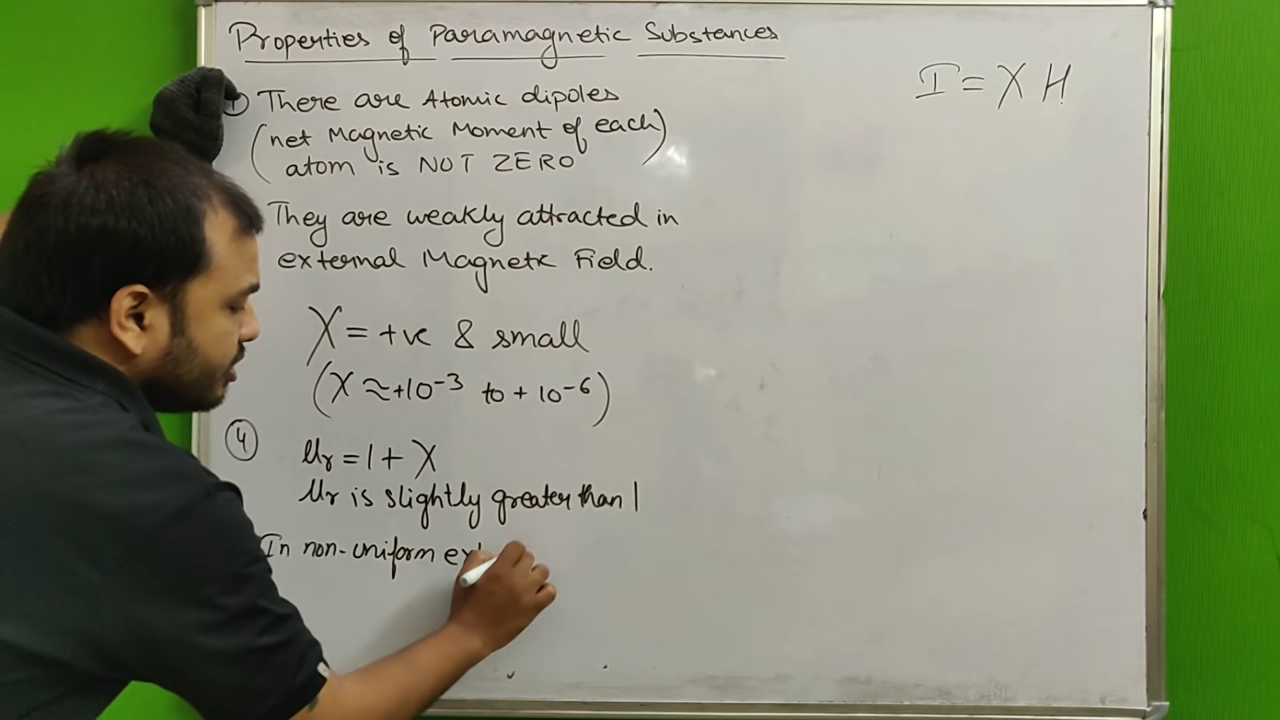 Properties of Paramagnetic Substances
I = χ H
① There are Atomic dipoles
(net Magnetic Moment of each
atom is NOT ZERO)
They are weakly attracted in
external Magnetc Field.
χ = +ve & small
(χ ≈ +10⁻³ to + 10⁻⁶)
④
μr = 1 + χ
μr is slightly greater than 1
In non-uniform